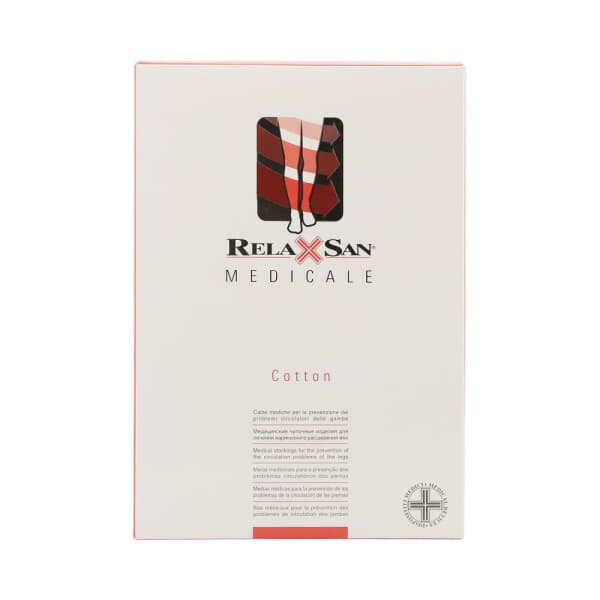 RELAXSAN®
MEDICALE
Cotton
Calze mediche per la prevenzione dei
problemi circolatori delle gambe
Медицинские чулочные изделия для
лечения варикозного расширения вен
Medical stockings for the prevention of
the circulation problems of the legs
Meias medicinais para a prevenção dos
problemas circulatórios das pernas
Medias médicas para la prevención de los
problemas de la circulación de las piernas
Bas médicaux pour la prévention des
problèmes de circulation des jambes